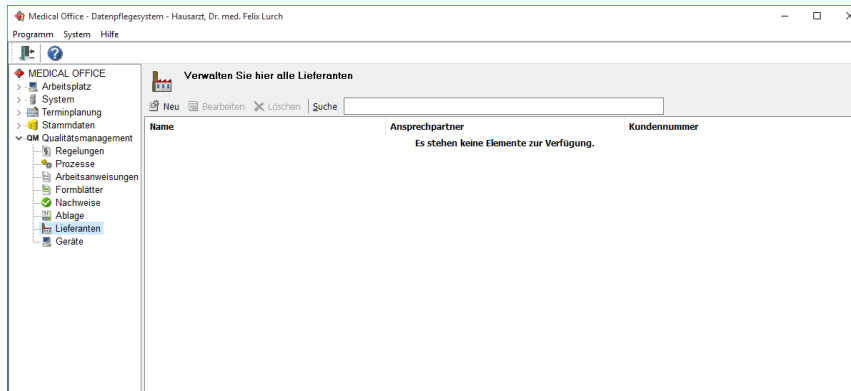 Medical Office - Datenpflegesystem - Hausarzt, Dr. med. Felix Lurch
Programm System Hilfe
MEDICAL OFFICE
Arbeitsplatz
System
Terminplanung
Stammdaten
QM Qualitätsmanagement
Regelungen
Prozesse
Arbeitsanweisungen
Formblätter
Nachweise
Ablage
Lieferanten
Geräte
Verwalten Sie hier alle Lieferanten
Neu Bearbeiten Löschen Suche
Name Ansprechpartner Kundennummer
Es stehen keine Elemente zur Verfügung.